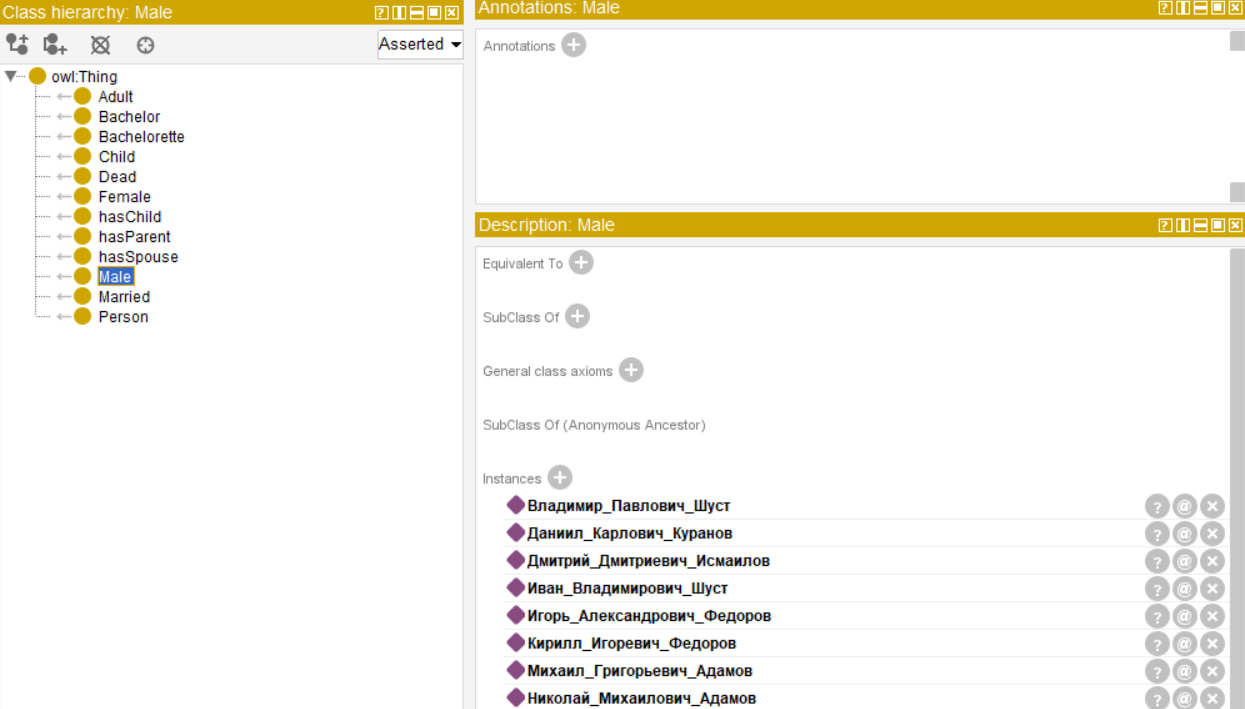 Class hierarchy: Male
Asserted
owl:Thing
Adult
Bachelor
Bachelorette
Child
Dead
Female
hasChild
hasParent
hasSpouse
Male
Married
Person
Annotations: Male
Annotations
Description: Male
Equivalent To
SubClass Of
General class axioms
SubClass Of (Anonymous Ancestor)
Instances
Владимир_Павлович_Шуст
Даниил_Карлович_Куранов
Дмитрий_Дмитриевич_Исмаилов
Иван_Владимирович_Шуст
Игорь_Александрович_Федоров
Кирилл_Игоревич_Федоров
Михаил_Григорьевич_Адамов
Николай_Михаилович_Адамов